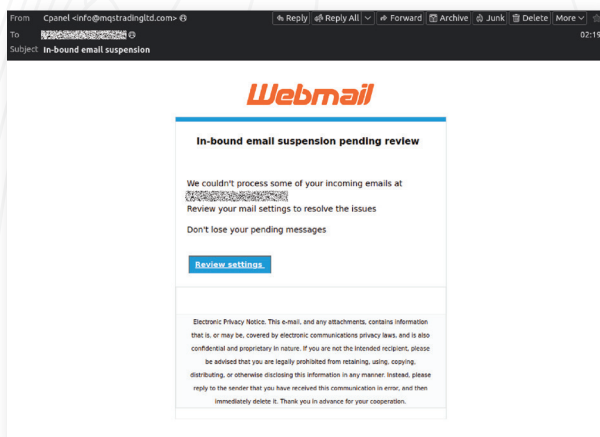 From Cpanel <info@mqstradingltd.com> Reply Reply All Forward Archive Junk Delete More
To 02:19
Subject In-bound email suspension
Webmail
In-bound email suspension pending review
We couldn't process some of your incoming emails at
Review your mail settings to resolve the issues
Don't lose your pending messages
Review settings
Electronic Privacy Notice. This e-mail, and any attachments, contains information
that is, or may be, covered by electronic communications privacy laws, and is also
confidential and proprietary in nature. If you are not the intended recipient, please
be advised that you are legally prohibited from retaining, using, copying,
distributing, or otherwise disclosing this information in any manner. Instead, please
reply to the sender that you have received this communication in error, and then
immediately delete it. Thank you in advance for your cooperation.